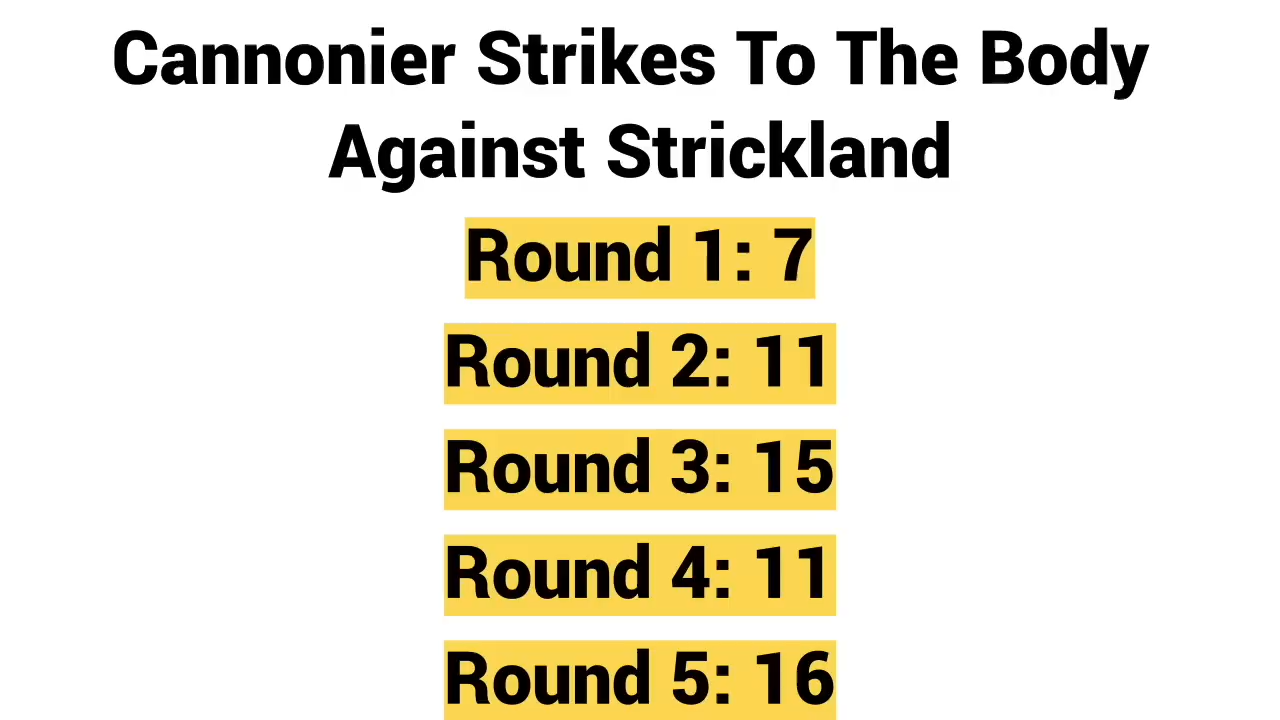 Cannonier Strikes To The Body
Against Strickland
Round 1: 7
Round 2: 11
Round 3: 15
Round 4: 11
Round 5: 16